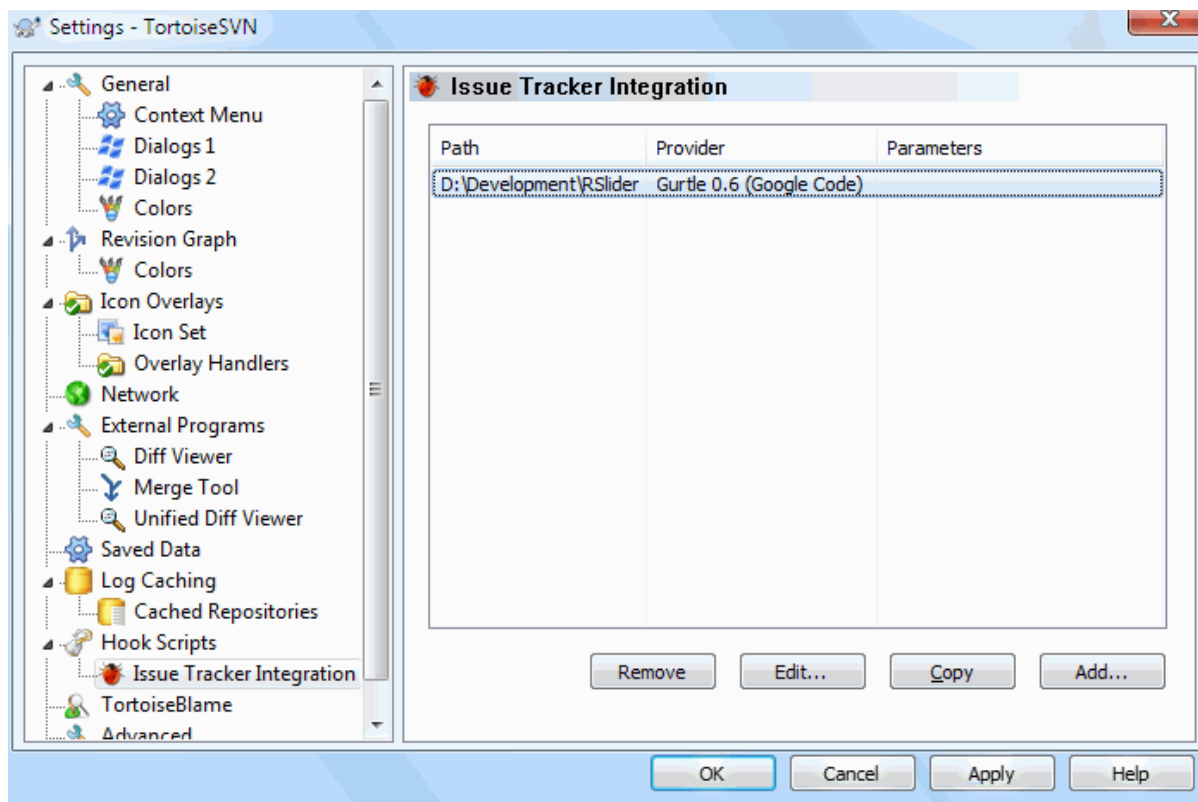 Settings - TortoiseSVN
General
Context Menu
Dialogs 1
Dialogs 2
Colors
Revision Graph
Colors
Icon Overlays
Icon Set
Overlay Handlers
Network
External Programs
Diff Viewer
Merge Tool
Unified Diff Viewer
Saved Data
Log Caching
Cached Repositories
Hook Scripts
Issue Tracker Integration
TortoiseBlame
Advanced
Issue Tracker Integration
Path Provider Parameters
D:\Development\RSlider Gurtle 0.6 (Google Code)
Remove Edit... Copy Add...
OK Cancel Apply Help